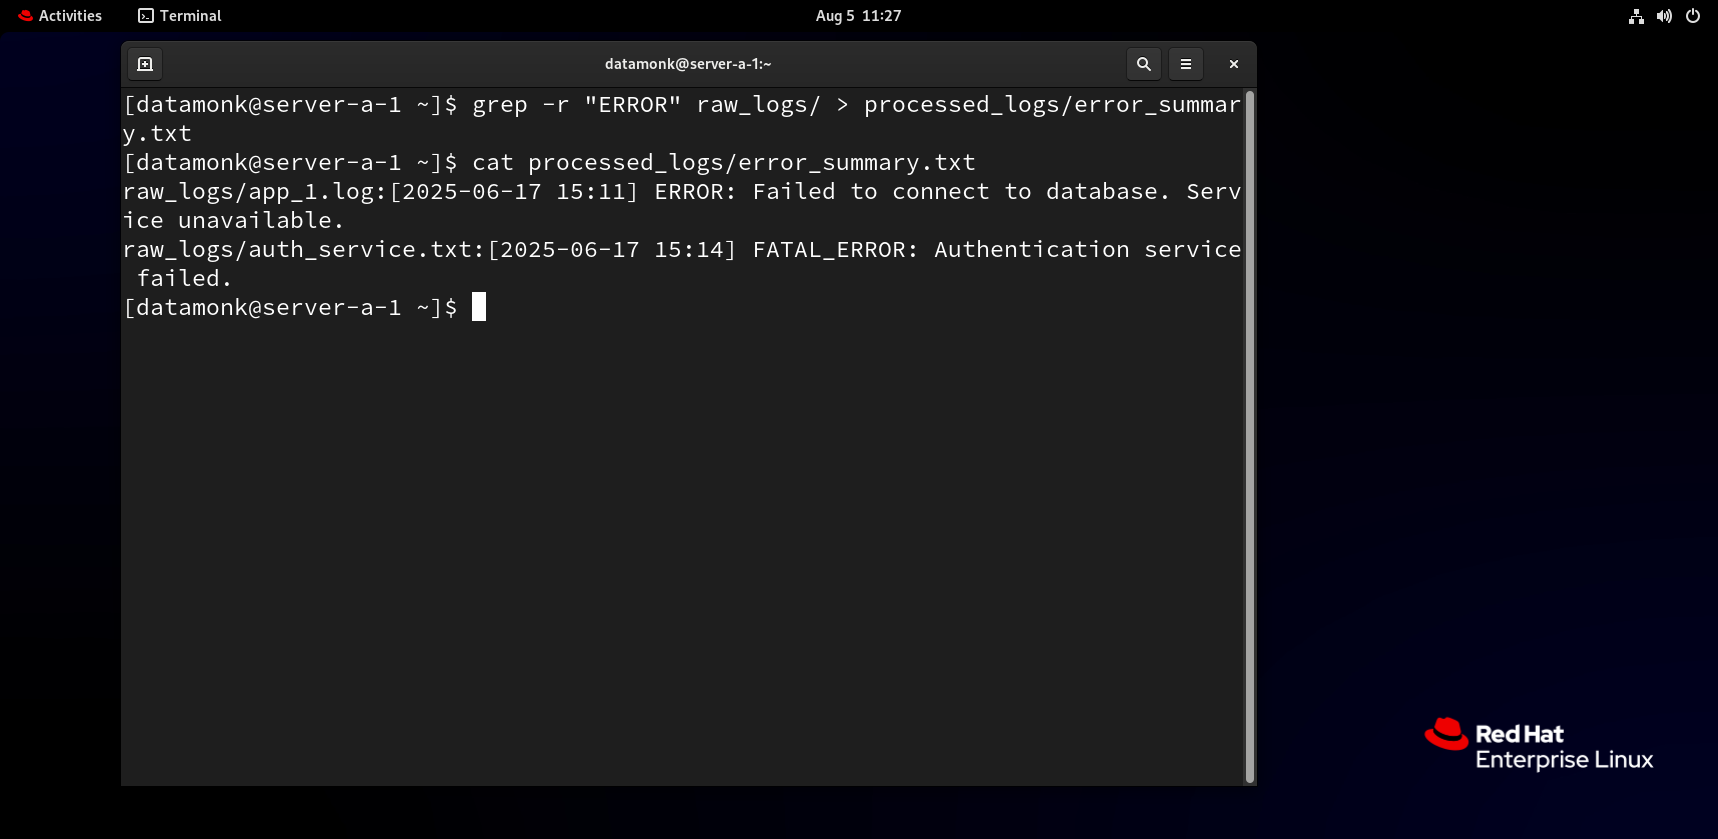 Activities Terminal Aug 5 11:27
datamonk@server-a-1:~
[datamonk@server-a-1 ~]$ grep -r "ERROR" raw_logs/ > processed_logs/error_summar
y.txt
[datamonk@server-a-1 ~]$ cat processed_logs/error_summary.txt
raw_logs/app_1.log:[2025-06-17 15:11] ERROR: Failed to connect to database. Serv
ice unavailable.
raw_logs/auth_service.txt:[2025-06-17 15:14] FATAL_ERROR: Authentication service
 failed.
[datamonk@server-a-1 ~]$
Red Hat
Enterprise Linux